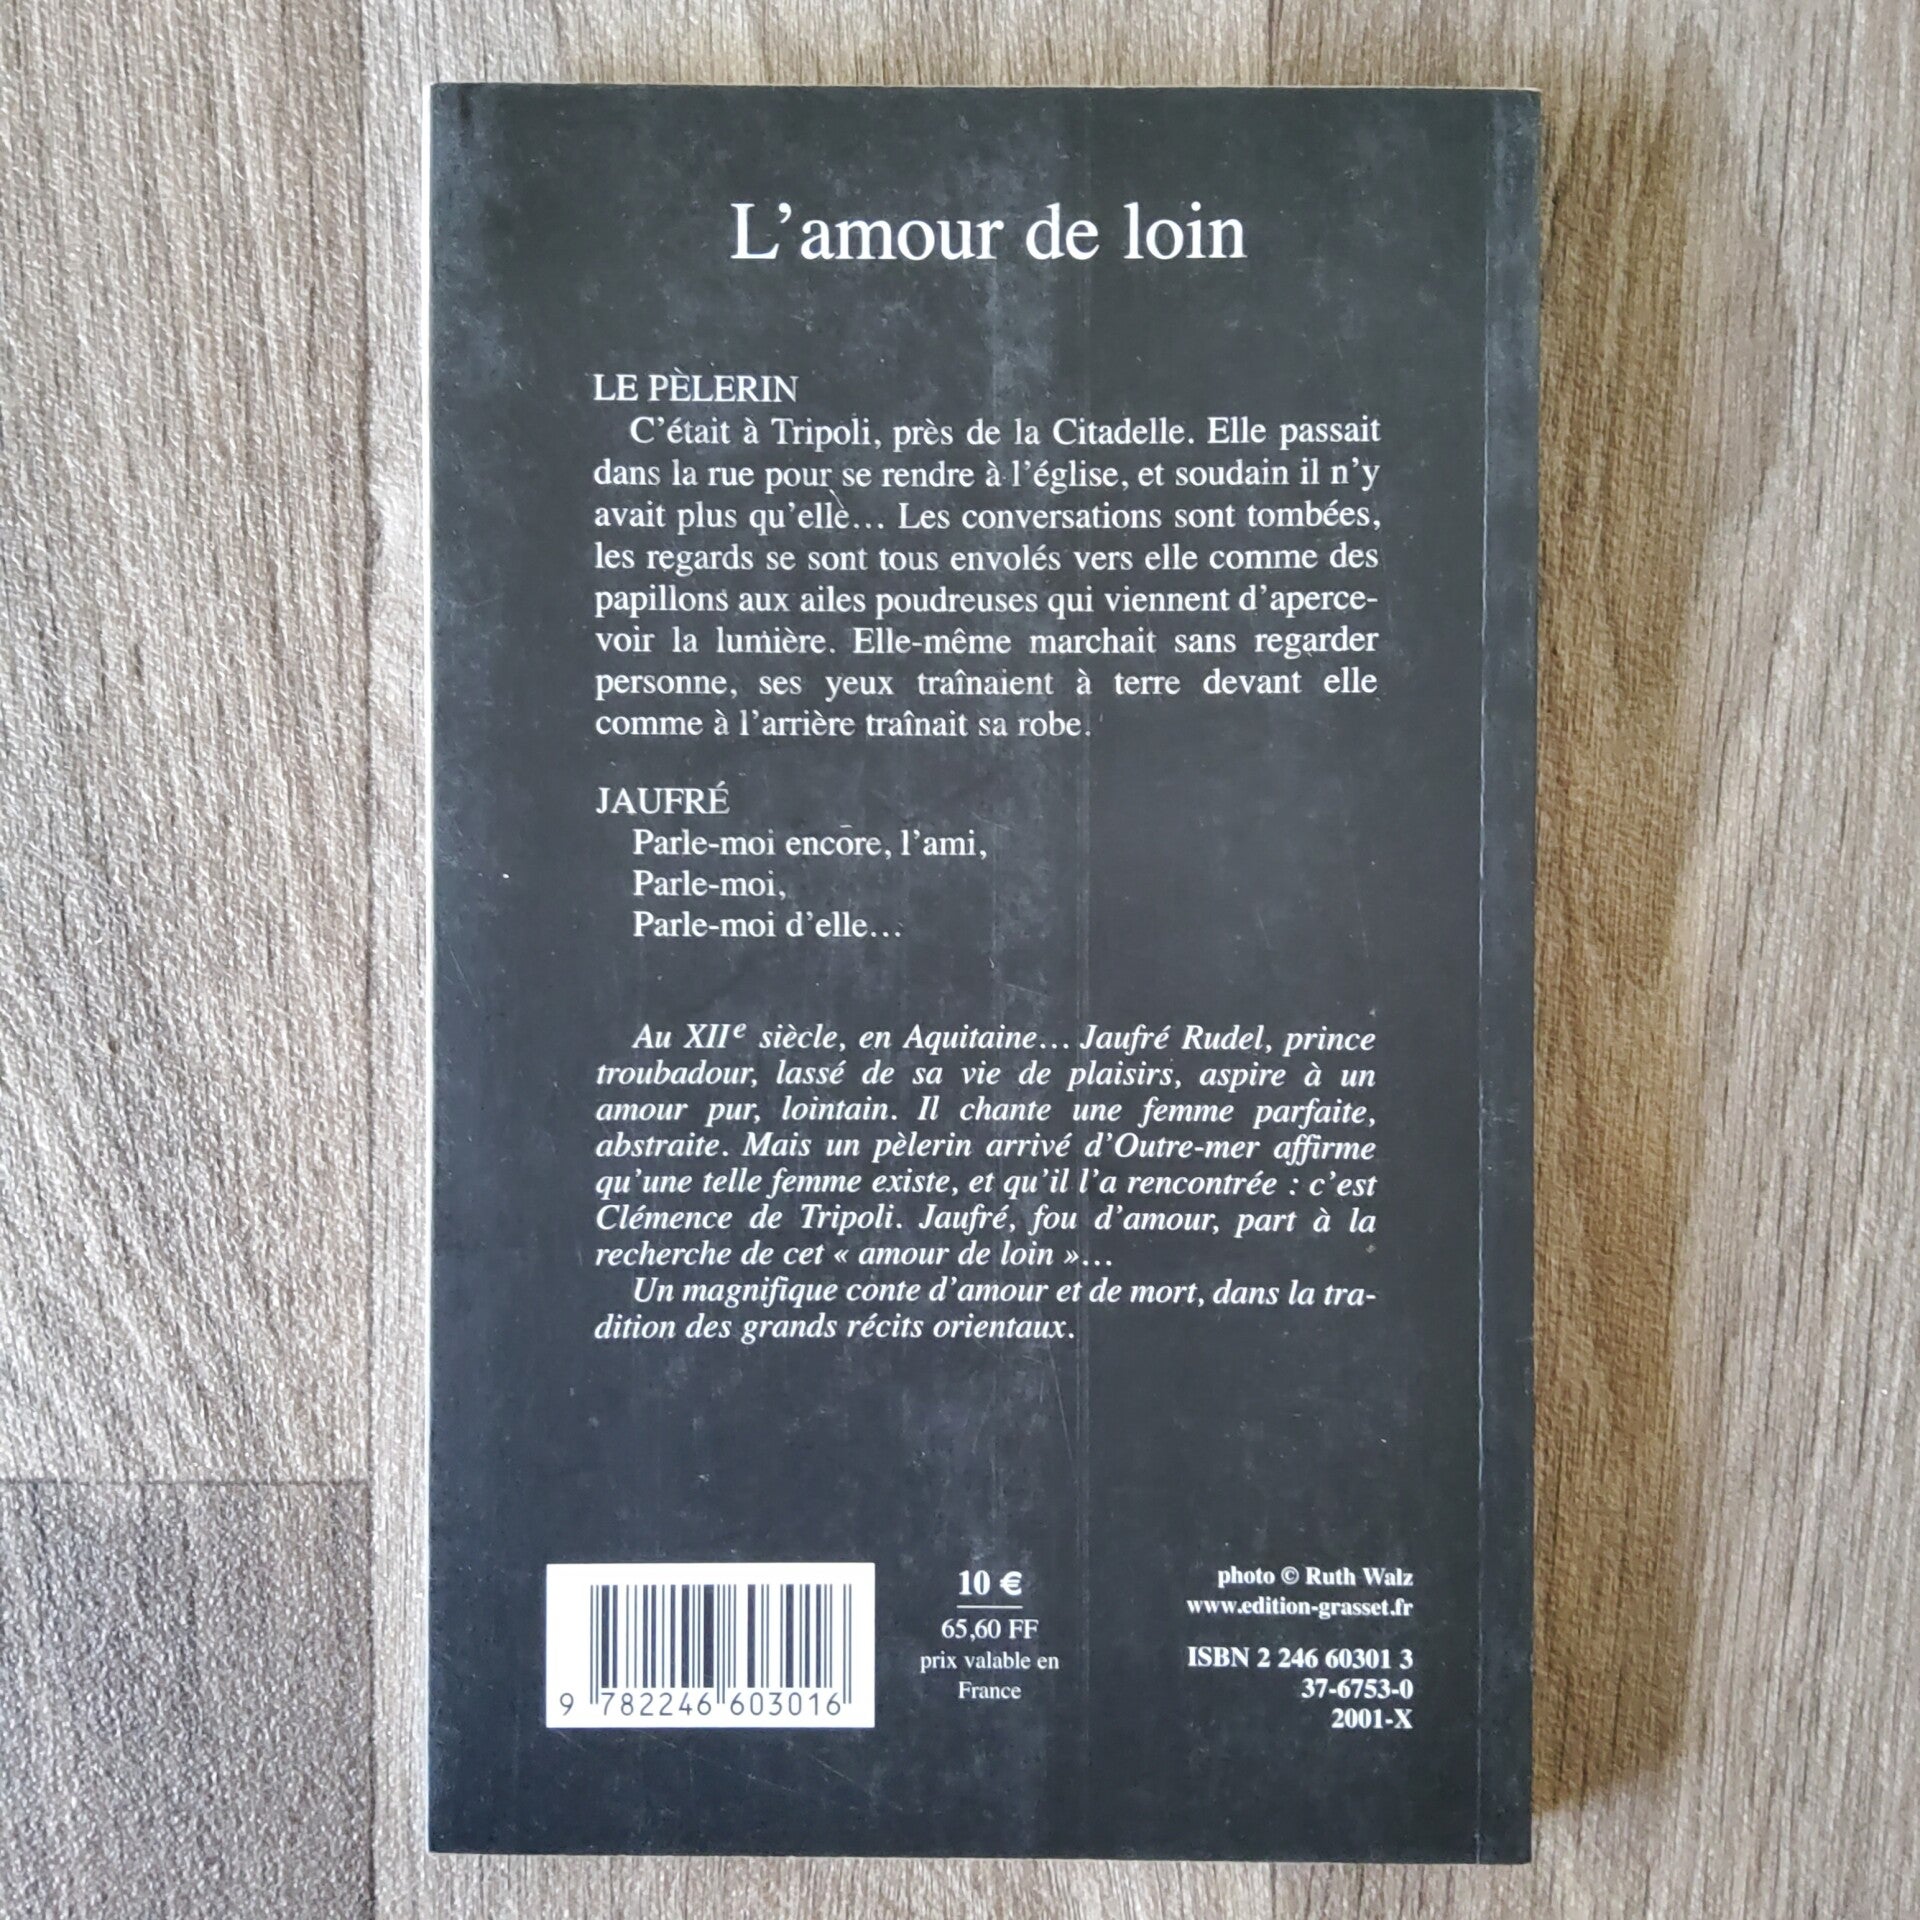 L'amour de loin
LE PÈLERIN
C'était à Tripoli, près de la Citadelle. Elle passait
dans la rue pour se rendre à l'église, et soudain il n'y
avait plus qu'elle… Les conversations sont tombées,
les regards se sont tous envolés vers elle comme des
papillons aux ailes poudreuses qui viennent d'aperce-
voir la lumière. Elle-même marchait sans regarder
personne, ses yeux traînaient à terre devant elle
comme à l'arrière traînait sa robe.
JAUFRÉ
Parle-moi encore, l'ami,
Parle-moi,
Parle-moi d'elle…
Au XIIe siècle, en Aquitaine… Jaufré Rudel, prince
troubadour, lassé de sa vie de plaisirs, aspire à un
amour pur, lointain. Il chante une femme parfaite,
abstraite. Mais un pèlerin arrivé d'Outre-mer affirme
qu'une telle femme existe, et qu'il l'a rencontrée : c'est
Clémence de Tripoli. Jaufré, fou d'amour, part à la
recherche de cet « amour de loin »…
Un magnifique conte d'amour et de mort, dans la tra-
dition des grands récits orientaux.
9 782246 603016
10 €
65,60 FF
prix valable en
France
photo © Ruth Walz
www.edition-grasset.fr
ISBN 2 246 60301 3
37-6753-0
2001-X